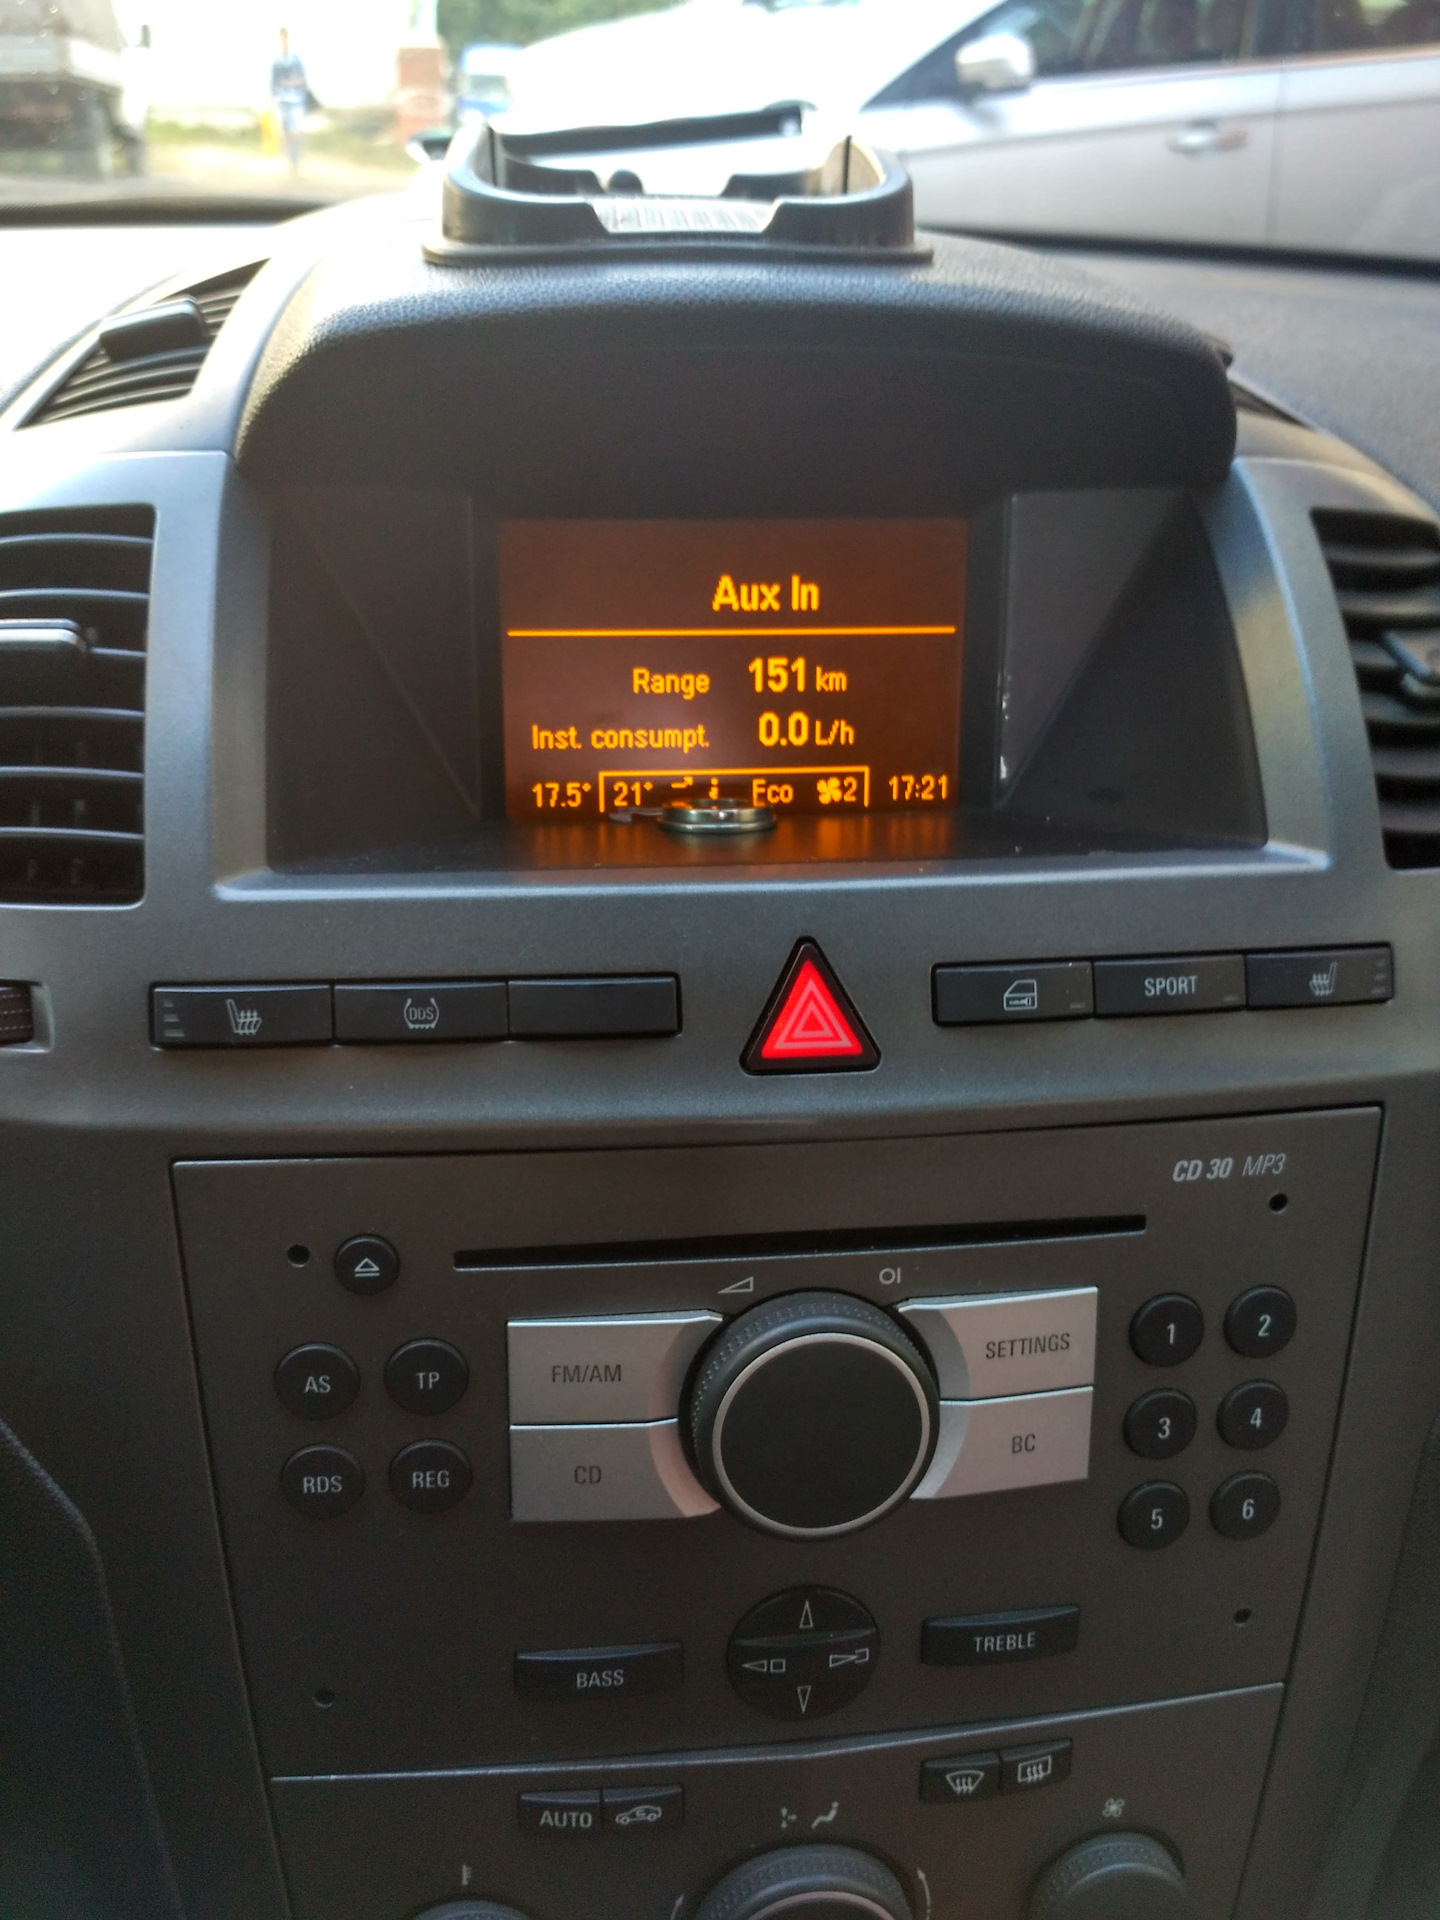 Aux In
Range 151 km
Inst. consumpt. 0.0 L/h
17.5° 21° Eco 2 17:21
DDS
SPORT
CD 30 MP3
FM/AM
SETTINGS
1 2
AS TP
3 4
CD
BC
RDS REG
5 6
BASS
TREBLE
AUTO